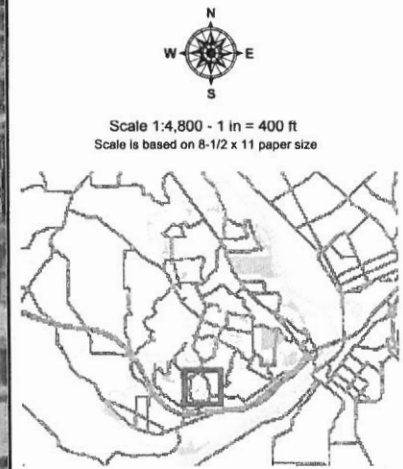 N
W E
S
Scale 1:4,800 - 1 in = 400 ft
Scale is based on 8-1/2 x 11 paper size